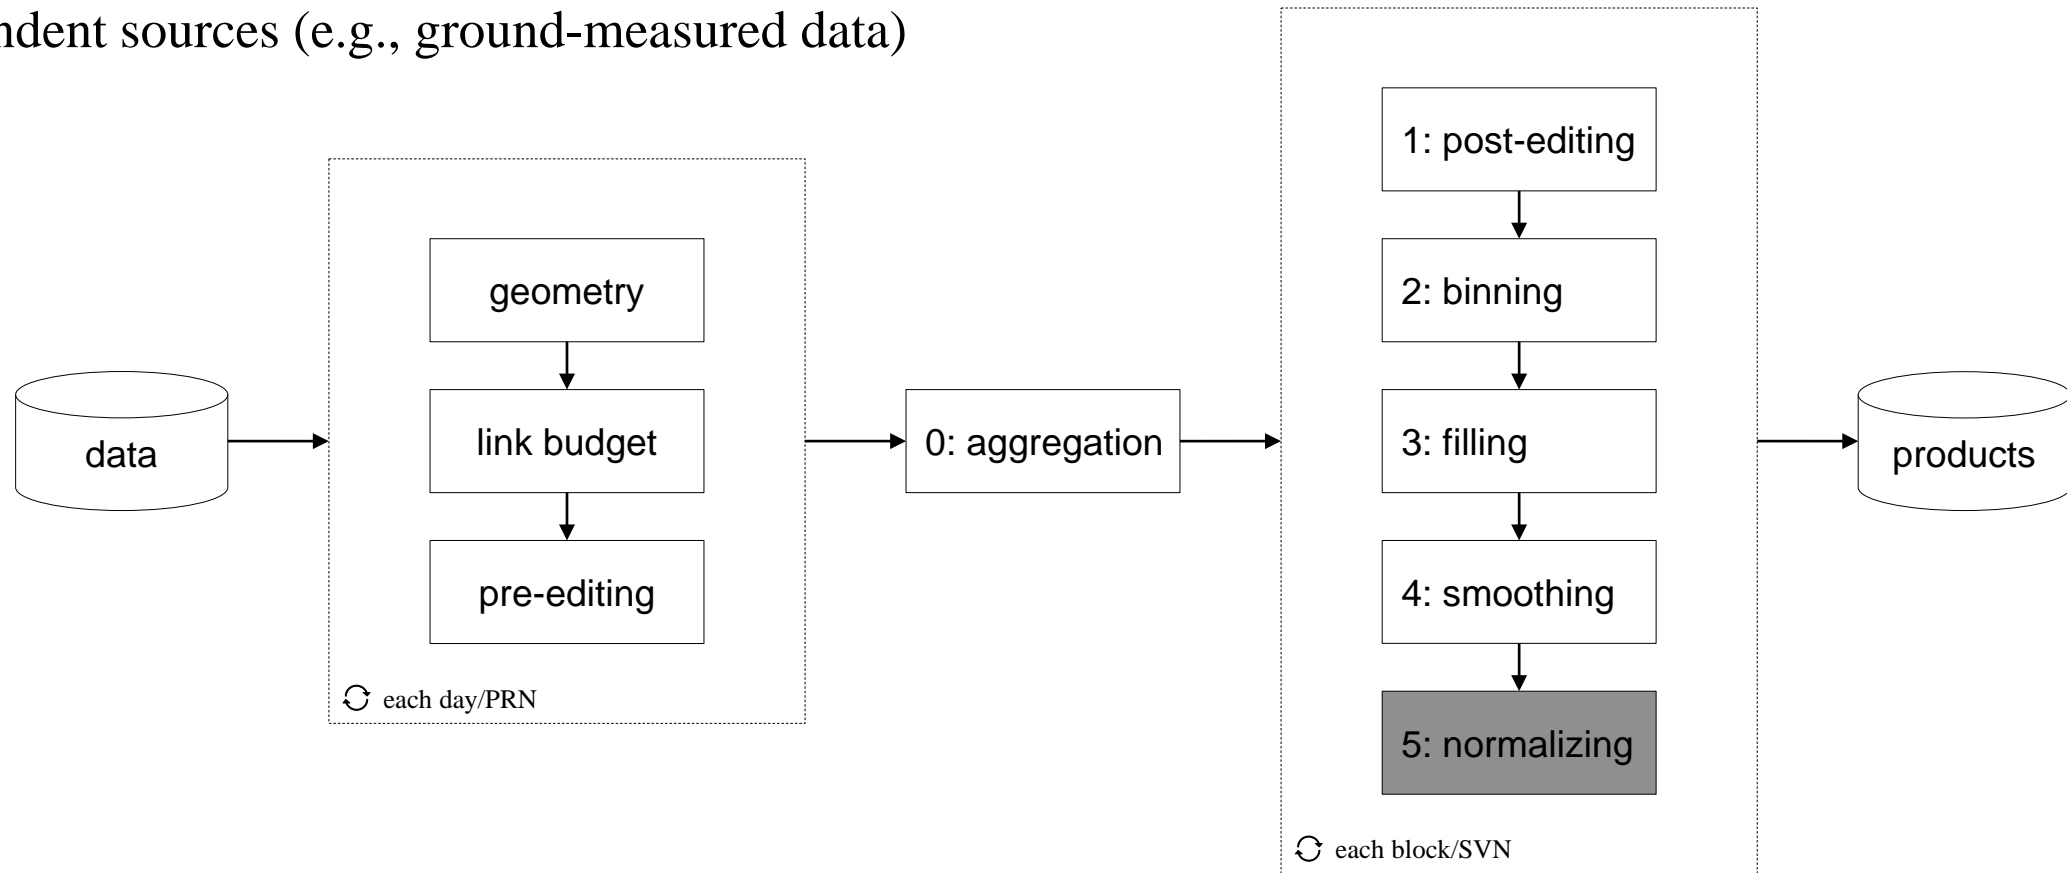 ndent sources (e.g., ground-measured data)
data
geometry
link budget
pre-editing
each day/PRN
0: aggregation
1: post-editing
2: binning
3: filling
4: smoothing
5: normalizing
each block/SVN
products